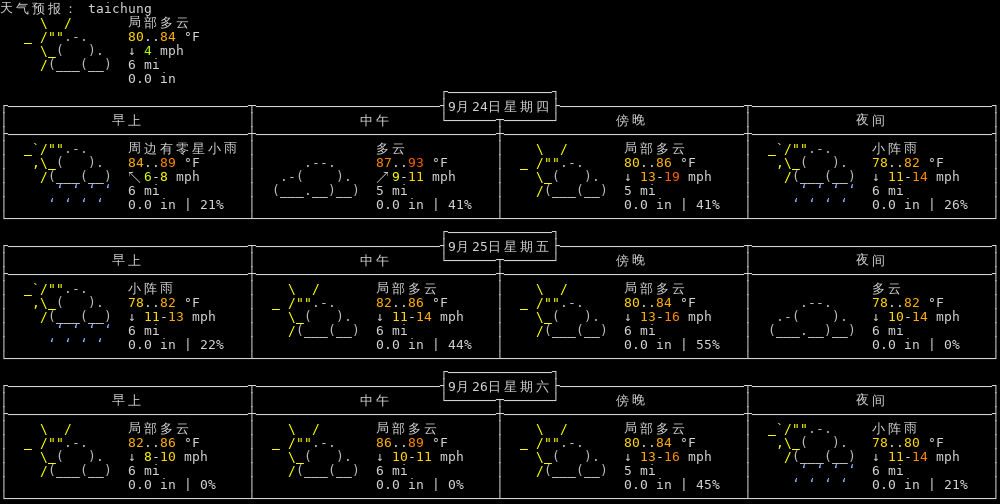 天气预报： taichung
局部多云
80..84 °F
↓ 4 mph
6 mi
0.0 in
9月24日星期四
早上 中午 傍晚 夜间
周边有零星小雨 多云 局部多云 小阵雨
84..89 °F 87..93 °F 80..86 °F 78..82 °F
↖ 6-8 mph ↗ 9-11 mph ↓ 13-19 mph ↓ 11-14 mph
6 mi 5 mi 5 mi 6 mi
0.0 in | 21% 0.0 in | 41% 0.0 in | 41% 0.0 in | 26%
9月25日星期五
早上 中午 傍晚 夜间
小阵雨 局部多云 局部多云 多云
78..82 °F 82..86 °F 80..84 °F 78..82 °F
↓ 11-13 mph ↓ 11-14 mph ↓ 13-16 mph ↓ 10-14 mph
6 mi 6 mi 6 mi 6 mi
0.0 in | 22% 0.0 in | 44% 0.0 in | 55% 0.0 in | 0%
9月26日星期六
早上 中午 傍晚 夜间
局部多云 局部多云 局部多云 小阵雨
82..86 °F 86..89 °F 80..84 °F 78..80 °F
↓ 8-10 mph ↓ 10-11 mph ↓ 13-16 mph ↓ 11-14 mph
6 mi 6 mi 5 mi 6 mi
0.0 in | 0% 0.0 in | 0% 0.0 in | 45% 0.0 in | 21%